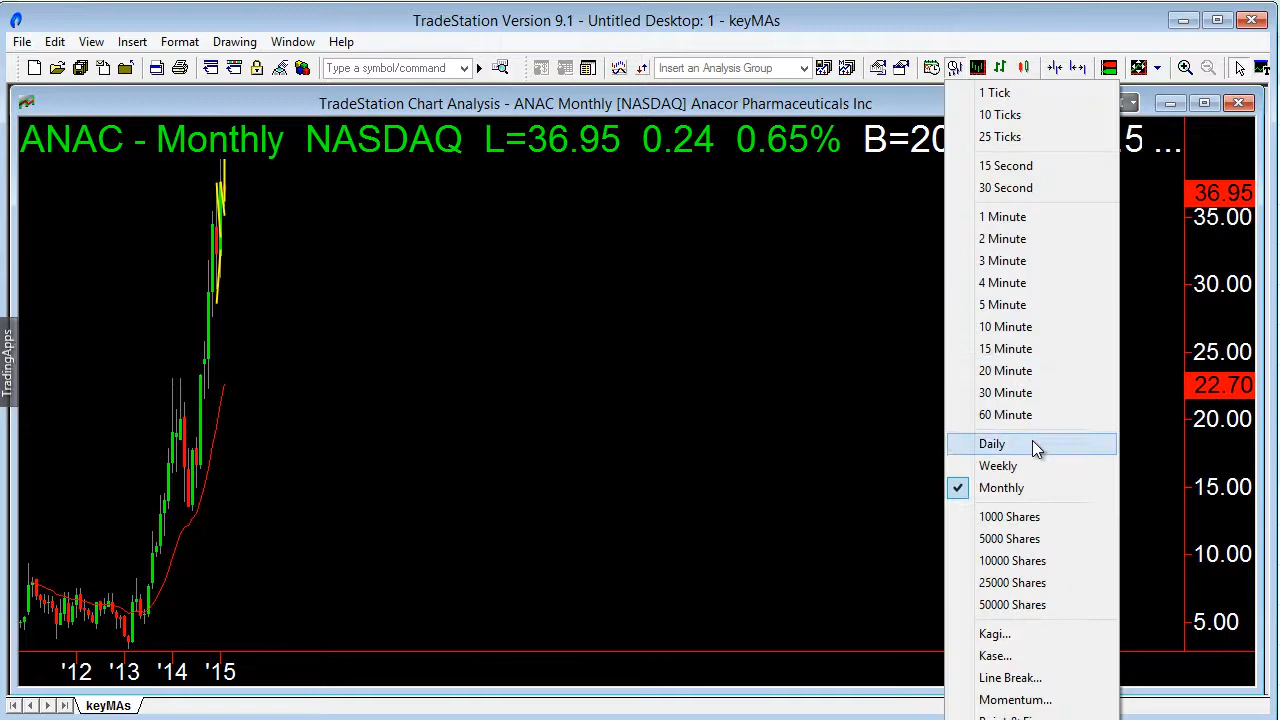 TradeStation Version 9.1 - Untitled Desktop: 1 - keyMAs
File Edit View Insert Format Drawing Window Help
Type a symbol/command
Insert an Analysis Group
TradeStation Chart Analysis - ANAC Monthly [NASDAQ] Anacor Pharmaceuticals Inc
ANAC - Monthly NASDAQ L=36.95 0.24 0.65% B=20 5 ...
1 Tick
10 Ticks
25 Ticks
15 Second
30 Second
1 Minute
2 Minute
3 Minute
4 Minute
5 Minute
10 Minute
15 Minute
20 Minute
30 Minute
60 Minute
Daily
Weekly
Monthly
1000 Shares
5000 Shares
10000 Shares
25000 Shares
50000 Shares
Kagi...
Kase...
Line Break...
Momentum...
36.95
35.00
30.00
25.00
22.70
20.00
15.00
10.00
5.00
TradingApps
'12 '13 '14 '15
keyMAs